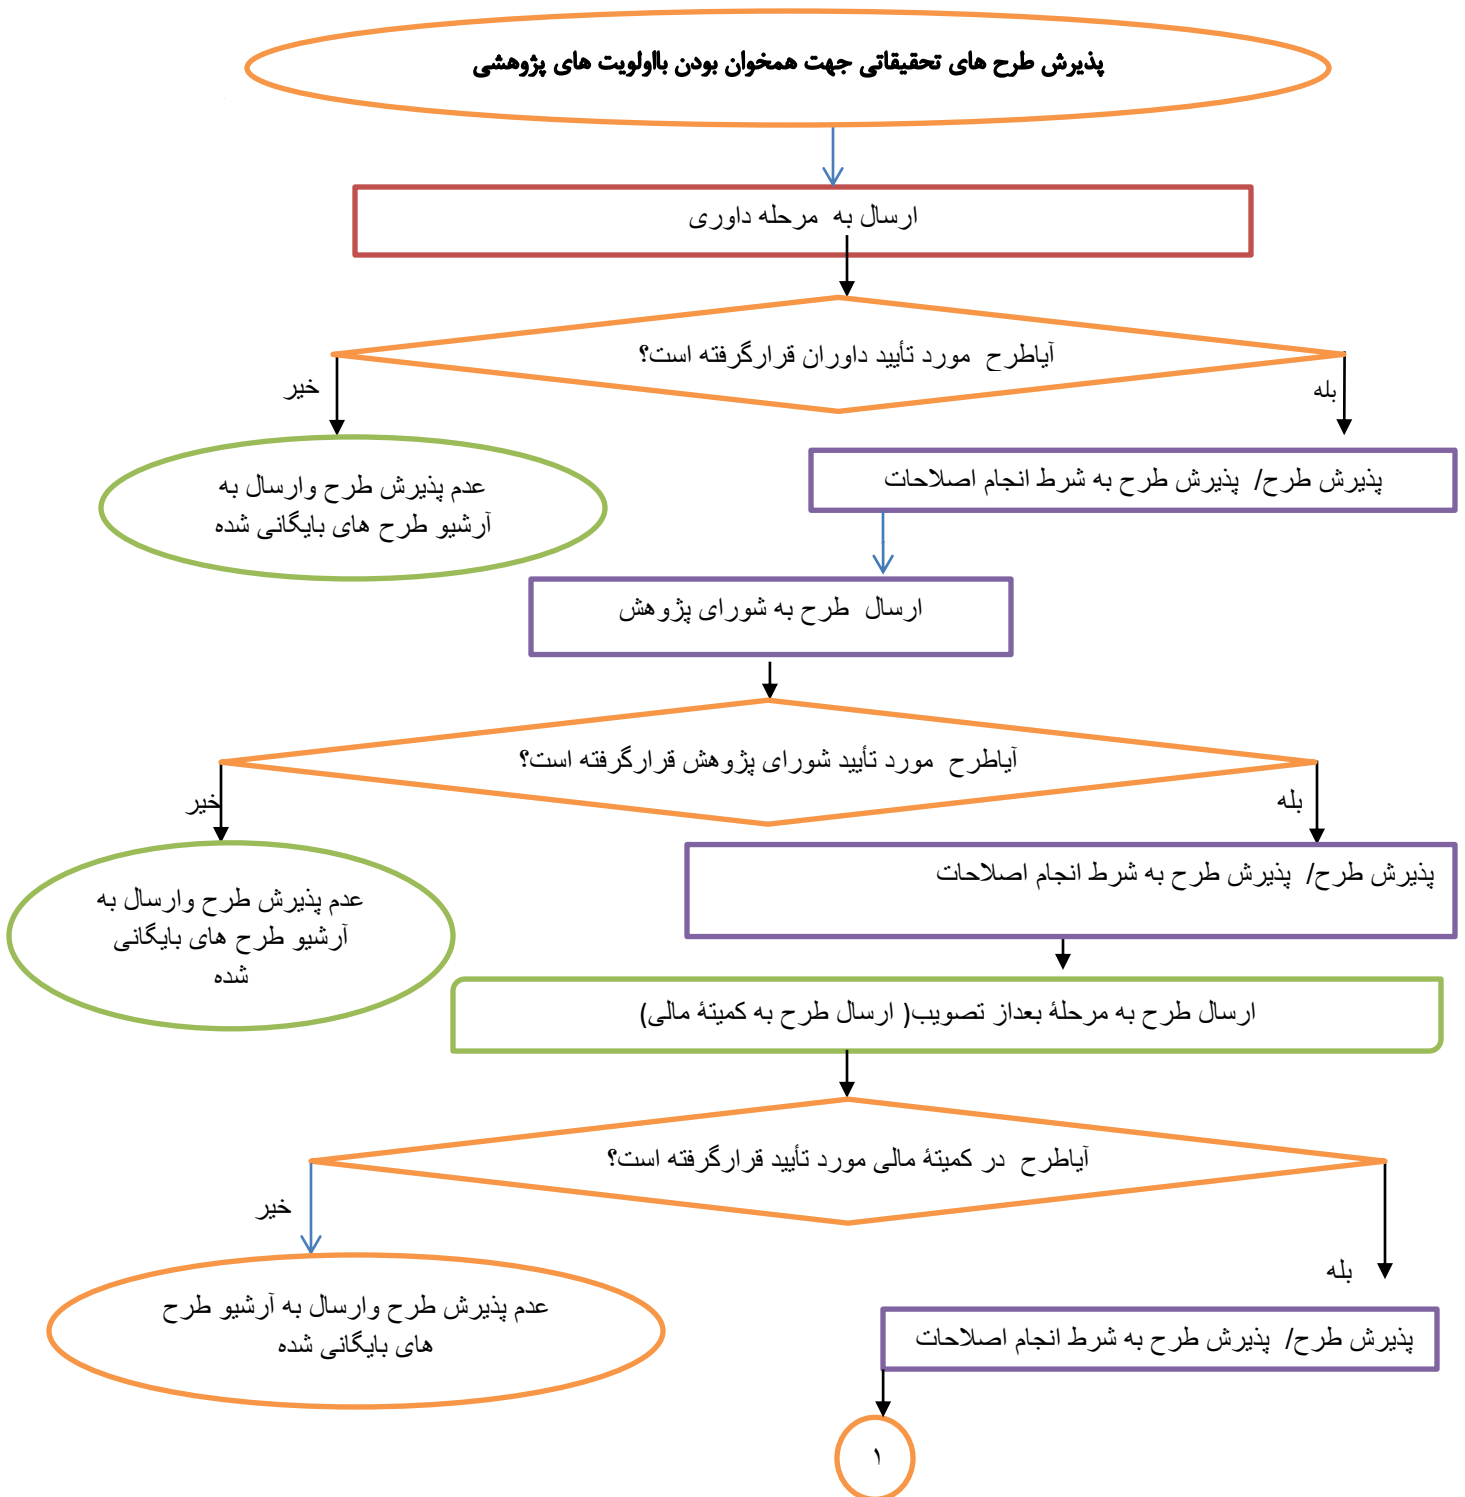 پذیرش طرح های تحقیقاتی جهت همخوان بودن بااولویت های پژوهشی
ارسال به مرحله داوری
آیاطرح مورد تأیید داوران قرارگرفته است؟
بله
خیر
پذیرش طرح/ پذیرش طرح به شرط انجام اصلاحات
عدم پذیرش طرح وارسال به
آرشیو طرح های بایگانی شده
ارسال طرح به شورای پژوهش
آیاطرح مورد تأیید شورای پژوهش قرارگرفته است؟
بله
خیر
پذیرش طرح/ پذیرش طرح به شرط انجام اصلاحات
عدم پذیرش طرح وارسال به
آرشیو طرح های بایگانی
شده
ارسال طرح به مرحلۀ بعداز تصویب( ارسال طرح به کمیتۀ مالی)
آیاطرح در کمیتۀ مالی مورد تأیید قرارگرفته است؟
خیر
بله
عدم پذیرش طرح وارسال به آرشیو طرح
های بایگانی شده
پذیرش طرح/ پذیرش طرح به شرط انجام اصلاحات
۱